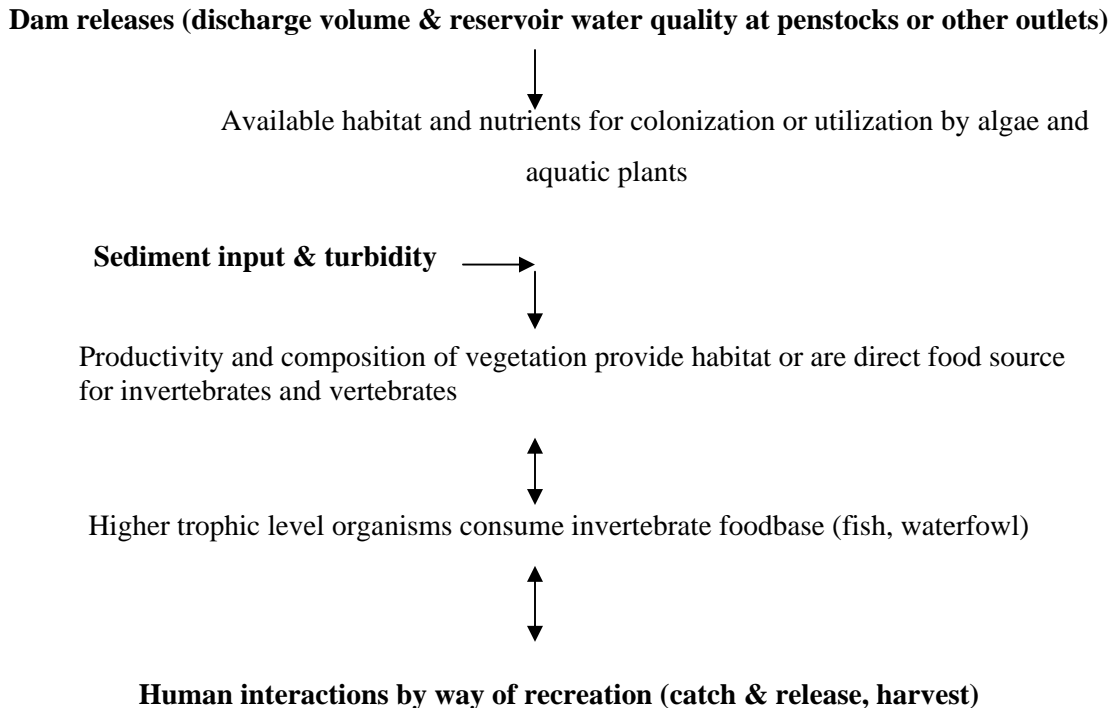 Dam releases (discharge volume & reservoir water quality at penstocks or other outlets)
Available habitat and nutrients for colonization or utilization by algae and
aquatic plants
Sediment input & turbidity
Productivity and composition of vegetation provide habitat or are direct food source
for invertebrates and vertebrates
Higher trophic level organisms consume invertebrate foodbase (fish, waterfowl)
Human interactions by way of recreation (catch & release, harvest)